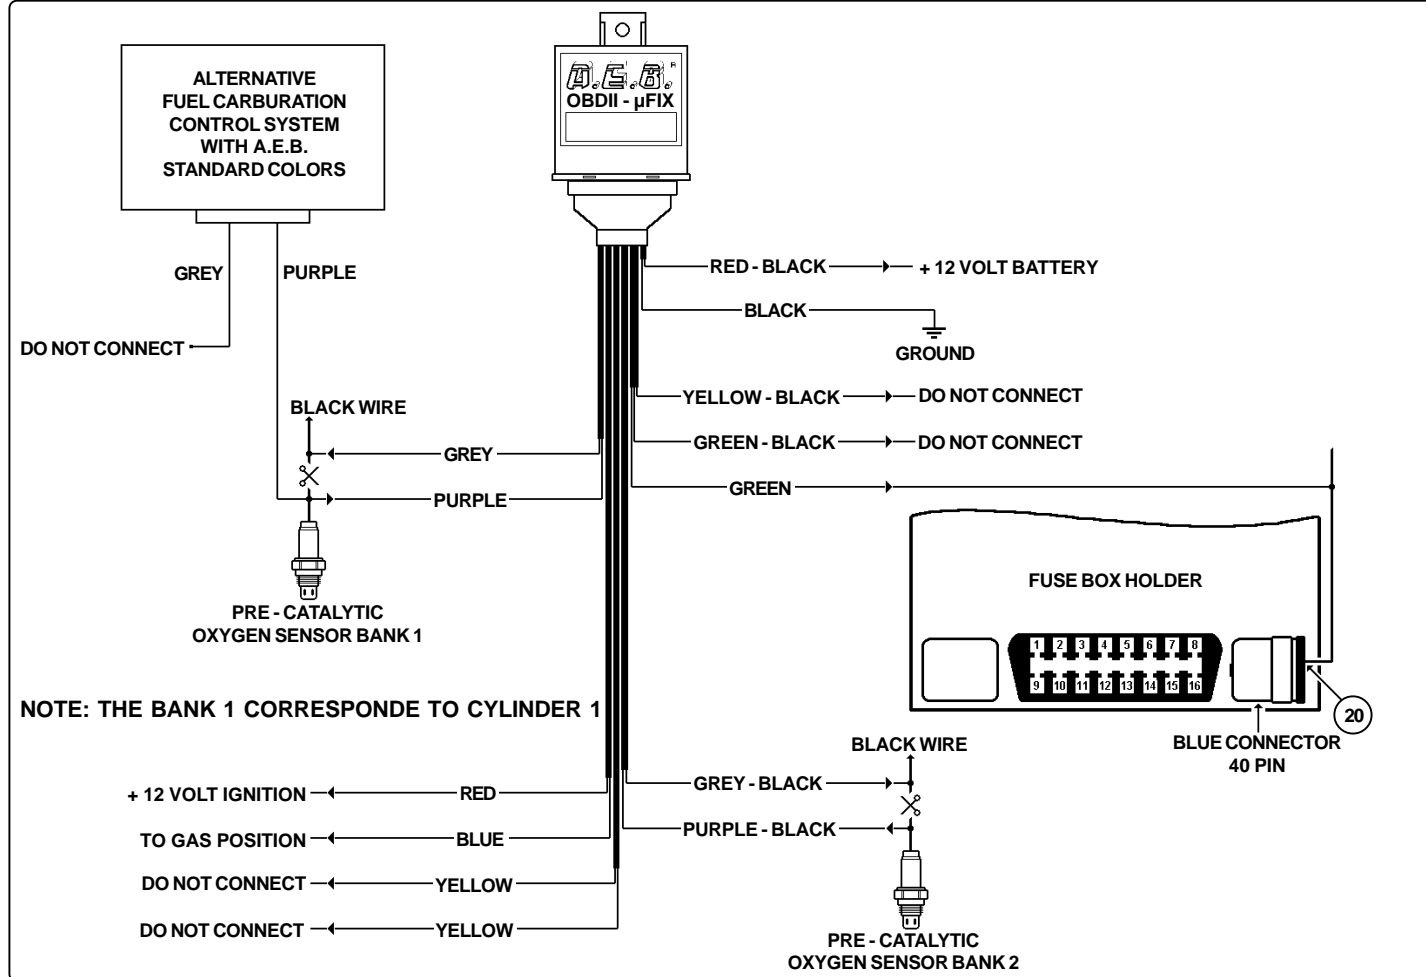 ALTERNATIVE
FUEL CARBURATION
CONTROL SYSTEM
WITH A.E.B.
STANDARD COLORS
A.E.B.®
OBDII - µFIX
GREY
PURPLE
DO NOT CONNECT
RED - BLACK
+ 12 VOLT BATTERY
BLACK
GROUND
YELLOW - BLACK
DO NOT CONNECT
GREEN - BLACK
DO NOT CONNECT
GREEN
BLACK WIRE
GREY
PURPLE
PRE - CATALYTIC
OXYGEN SENSOR BANK 1
FUSE BOX HOLDER
1 2 3 4 5 6 7 8
9 10 11 12 13 14 15 16
20
BLUE CONNECTOR
40 PIN
NOTE: THE BANK 1 CORRESPONDE TO CYLINDER 1
+ 12 VOLT IGNITION
RED
TO GAS POSITION
BLUE
DO NOT CONNECT
YELLOW
DO NOT CONNECT
YELLOW
BLACK WIRE
GREY - BLACK
PURPLE - BLACK
PRE - CATALYTIC
OXYGEN SENSOR BANK 2